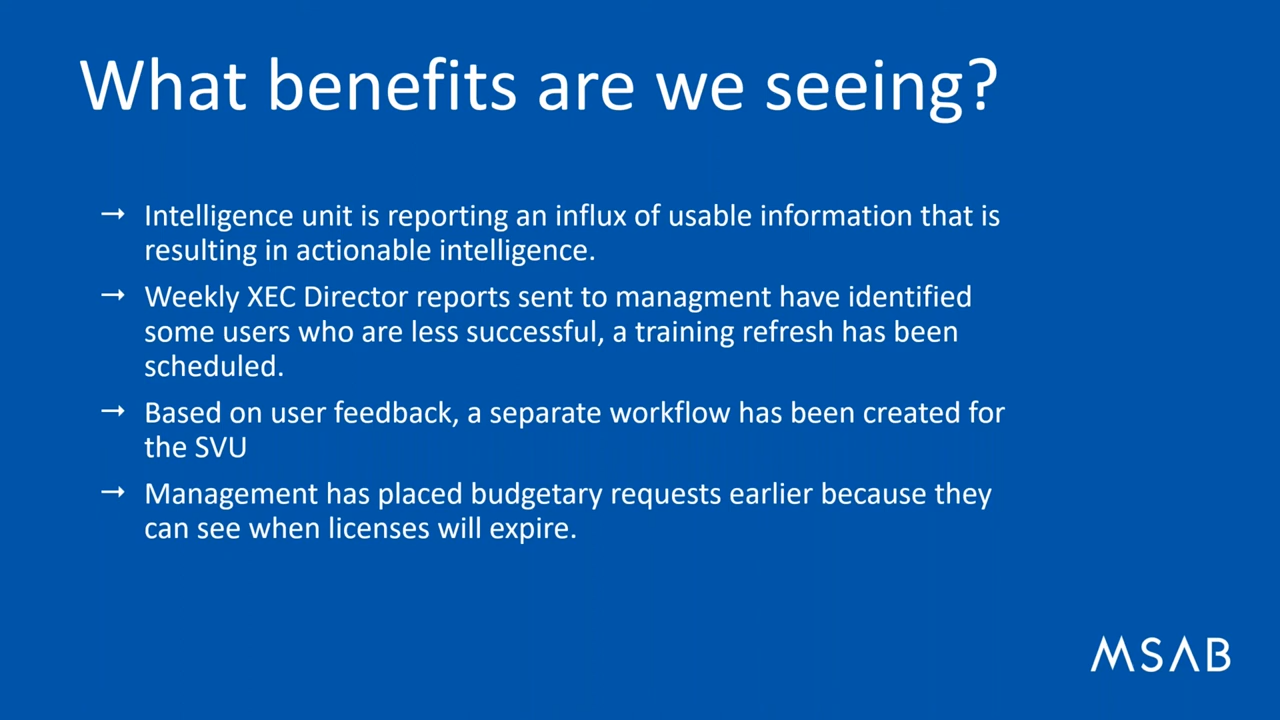 What benefits are we seeing?
→ Intelligence unit is reporting an influx of usable information that is
resulting in actionable intelligence.
→ Weekly XEC Director reports sent to managment have identified
some users who are less successful, a training refresh has been
scheduled.
→ Based on user feedback, a separate workflow has been created for
the SVU
→ Management has placed budgetary requests earlier because they
can see when licenses will expire.
MSAB